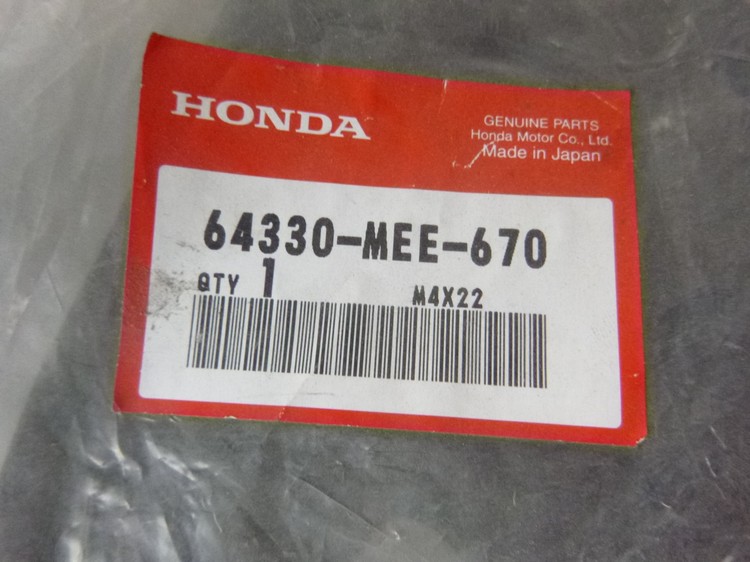 HONDA
GENUINE PARTS
Honda Motor Co., Ltd.
Made in Japan
64330-MEE-670
QTY 1
M4X22